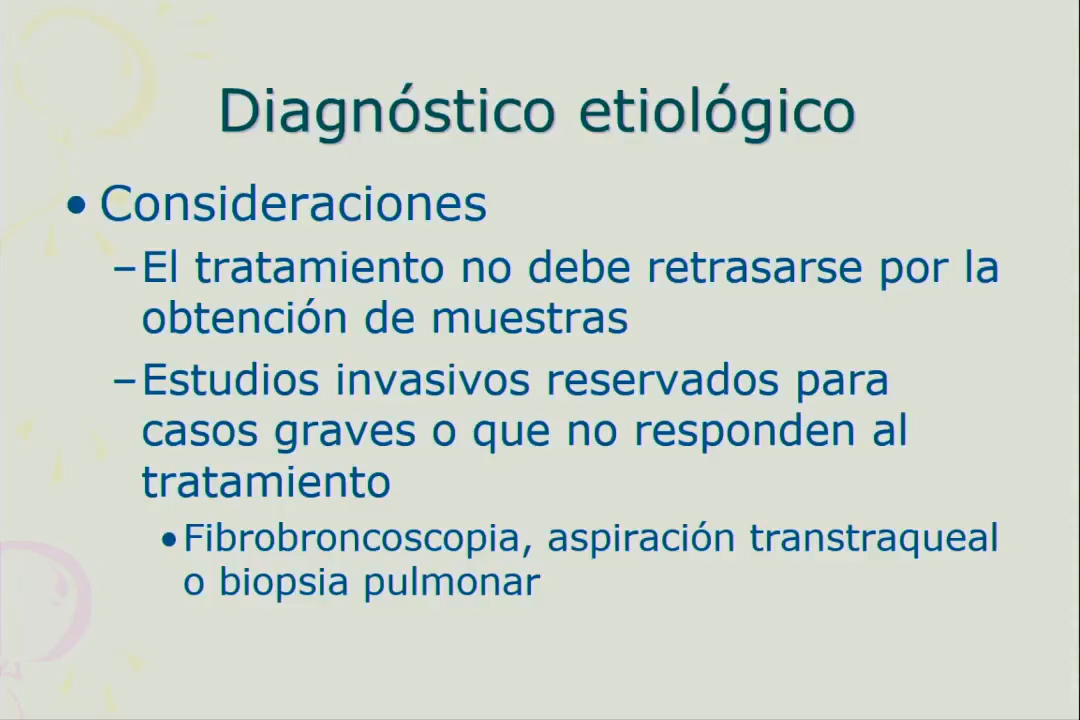 Diagnóstico etiológico
• Consideraciones
–El tratamiento no debe retrasarse por la
obtención de muestras
–Estudios invasivos reservados para
casos graves o que no responden al
tratamiento
•Fibrobroncoscopia, aspiración transtraqueal
o biopsia pulmonar